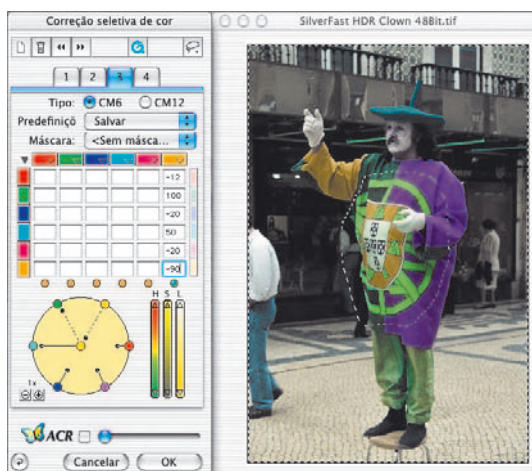 Correção seletiva de cor
SilverFast HDR Clown 48Bit.tif
1 2 3 4
Tipo: CM6 CM12
Predefiniçõ Salvar
Máscara: <Sem másca...
-12
100
-20
50
-20
-90
H S L
1x
ACR
Cancelar OK